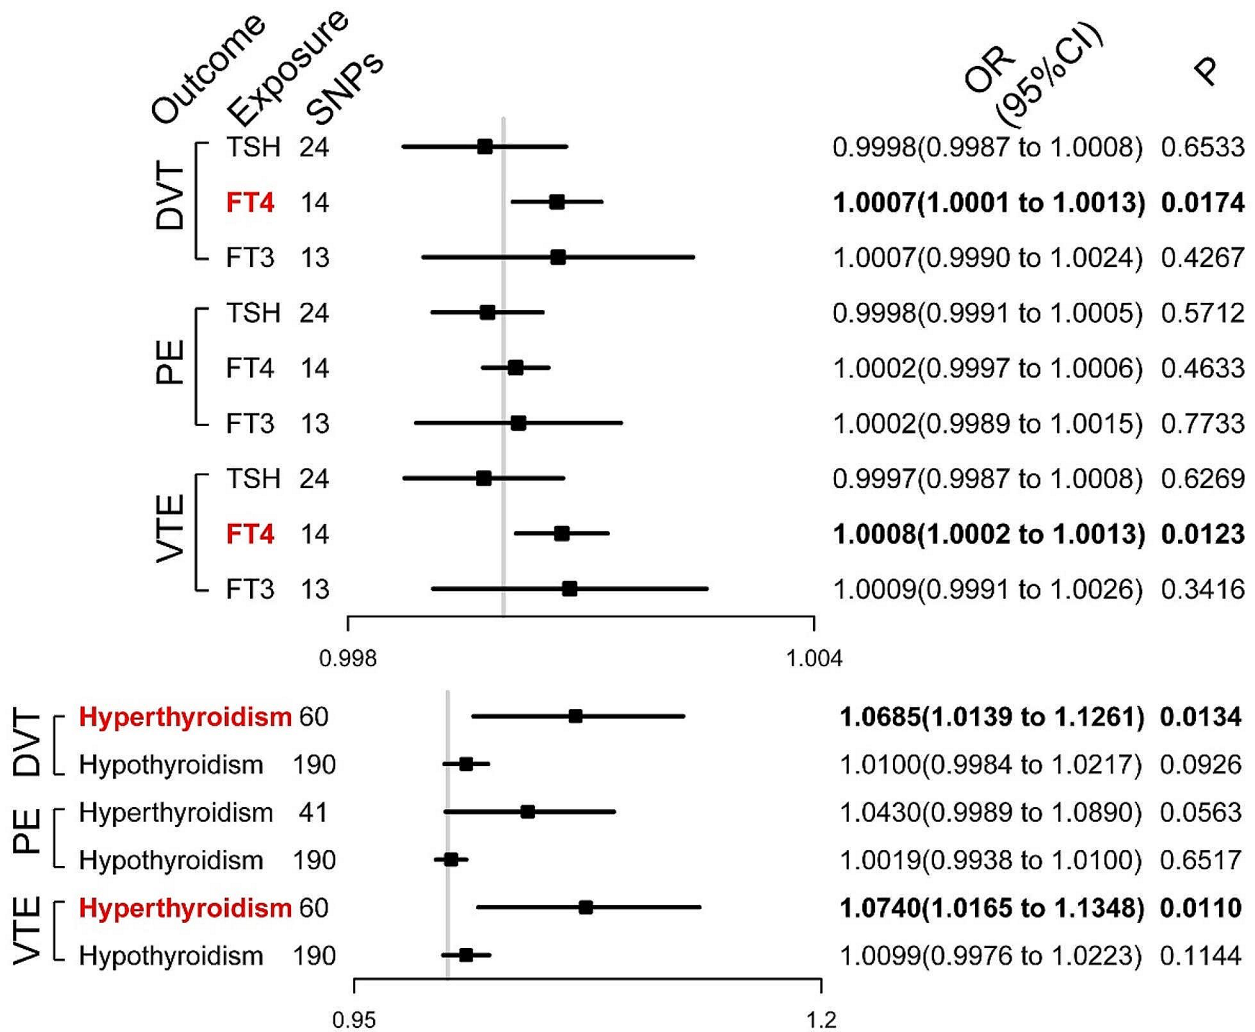 Outcome Exposure SNPs OR (95%CI) P
DVT
TSH 24 0.9998(0.9987 to 1.0008) 0.6533
FT4 14 1.0007(1.0001 to 1.0013) 0.0174
FT3 13 1.0007(0.9990 to 1.0024) 0.4267
PE
TSH 24 0.9998(0.9991 to 1.0005) 0.5712
FT4 14 1.0002(0.9997 to 1.0006) 0.4633
FT3 13 1.0002(0.9989 to 1.0015) 0.7733
VTE
TSH 24 0.9997(0.9987 to 1.0008) 0.6269
FT4 14 1.0008(1.0002 to 1.0013) 0.0123
FT3 13 1.0009(0.9991 to 1.0026) 0.3416
0.998 1.004
DVT
Hyperthyroidism 60 1.0685(1.0139 to 1.1261) 0.0134
Hypothyroidism 190 1.0100(0.9984 to 1.0217) 0.0926
PE
Hyperthyroidism 41 1.0430(0.9989 to 1.0890) 0.0563
Hypothyroidism 190 1.0019(0.9938 to 1.0100) 0.6517
VTE
Hyperthyroidism 60 1.0740(1.0165 to 1.1348) 0.0110
Hypothyroidism 190 1.0099(0.9976 to 1.0223) 0.1144
0.95 1.2